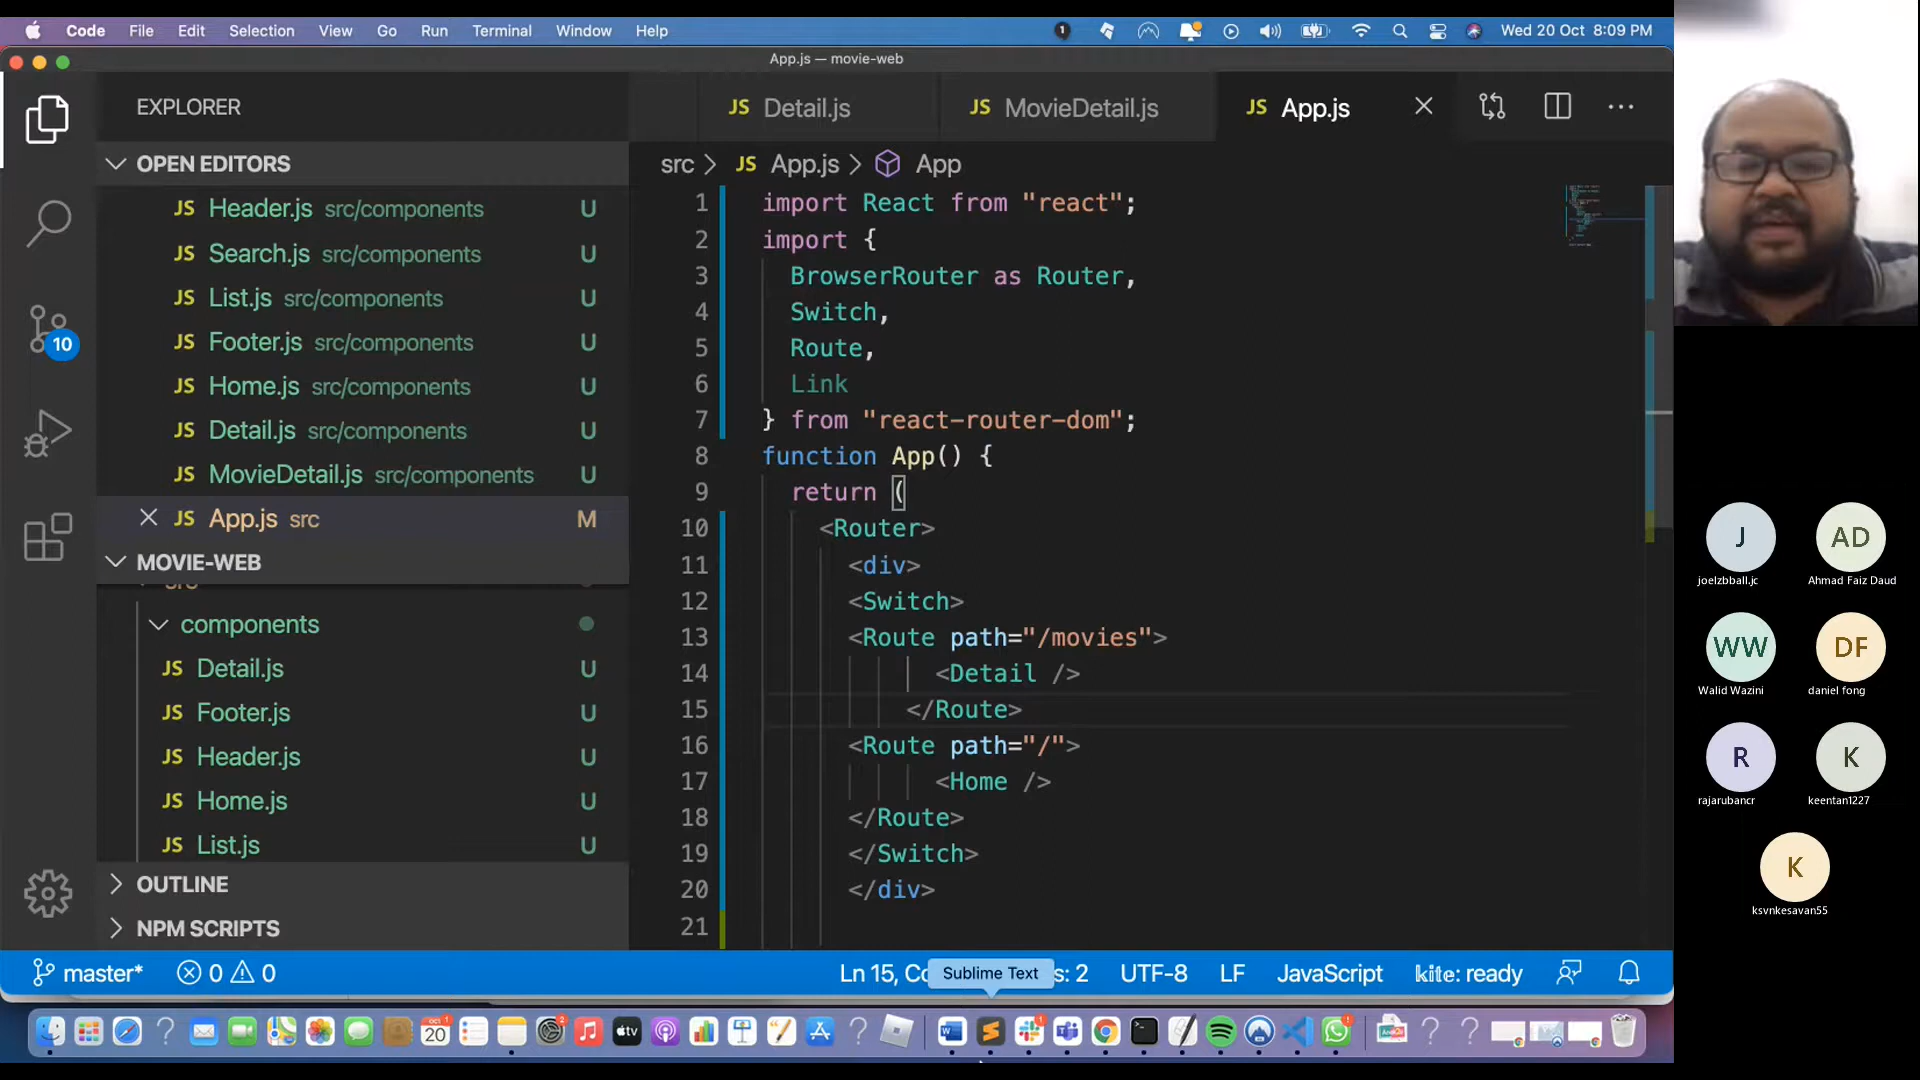 Code File Edit Selection View Go Run Terminal Window Help
1
Wed 20 Oct 8:09 PM
App.js — movie-web
EXPLORER
OPEN EDITORS
JS Header.js src/components U
JS Search.js src/components U
JS List.js src/components U
JS Footer.js src/components U
JS Home.js src/components U
JS Detail.js src/components U
JS MovieDetail.js src/components U
JS App.js src M
10
MOVIE-WEB
src
components
JS Detail.js U
JS Footer.js U
JS Header.js U
JS Home.js U
JS List.js U
OUTLINE
NPM SCRIPTS
JS Detail.js
JS MovieDetail.js
JS App.js
src > JS App.js > App
1 import React from "react";
2 import {
3 BrowserRouter as Router,
4 Switch,
5 Route,
6 Link
7 } from "react-router-dom";
8 function App() {
9 return (
10 <Router>
11 <div>
12 <Switch>
13 <Route path="/movies">
14 <Detail />
15 </Route>
16 <Route path="/">
17 <Home />
18 </Route>
19 </Switch>
20 </div>
21
master* 0 0
Ln 15, Co
Sublime Text
s: 2 UTF-8 LF JavaScript kite: ready
OCT
20
tv
J
joelzbball.jc
AD
Ahmad Faiz Daud
WW
Walid Wazini
DF
daniel fong
R
rajarubancr
K
keentan1227
K
ksvnkesavan55